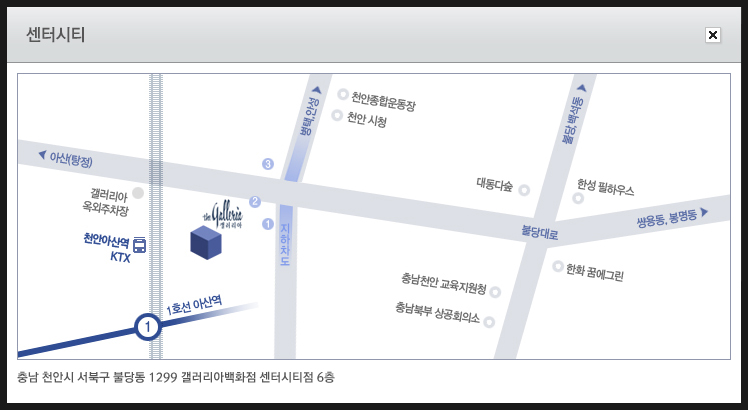 센터시티
평택,안성
천안종합운동장
천안 시청
불당,백석동
아산(탕정)
3
갤러리아
옥외주차장
대동다숲
한성 필하우스
the Galleria
갤러리아
2
1
지하차도
불당대로
쌍용동, 봉명동
천안아산역
KTX
한화 꿈에그린
충남천안 교육지원청
충남북부 상공회의소
1호선 아산역
1
충남 천안시 서북구 불당동 1299 갤러리아백화점 센터시티점 6층